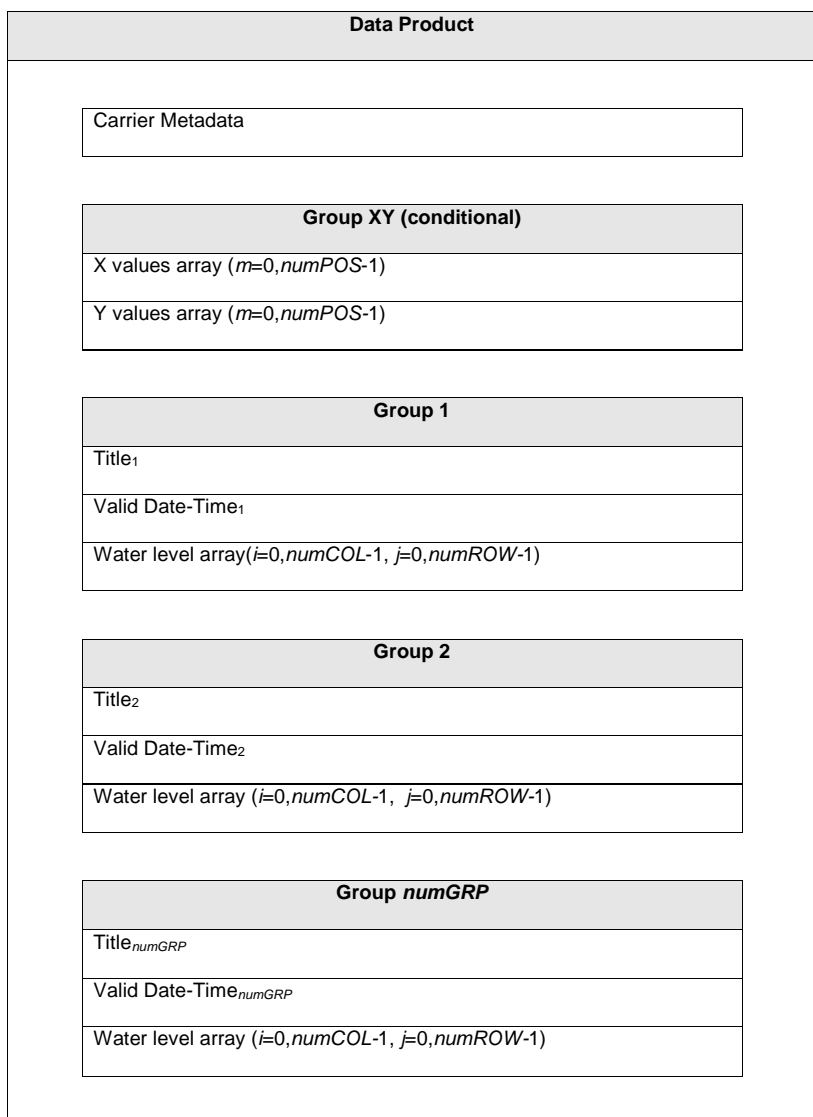 Data Product
Carrier Metadata
Group XY (conditional)
X values array (m=0,numPOS-1)
Y values array (m=0,numPOS-1)
Group 1
Title₁
Valid Date-Time₁
Water level array(i=0,numCOL-1, j=0,numROW-1)
Group 2
Title₂
Valid Date-Time₂
Water level array (i=0,numCOL-1, j=0,numROW-1)
Group numGRP
TitlenumGRP
Valid Date-TimenumGRP
Water level array (i=0,numCOL-1, j=0,numROW-1)